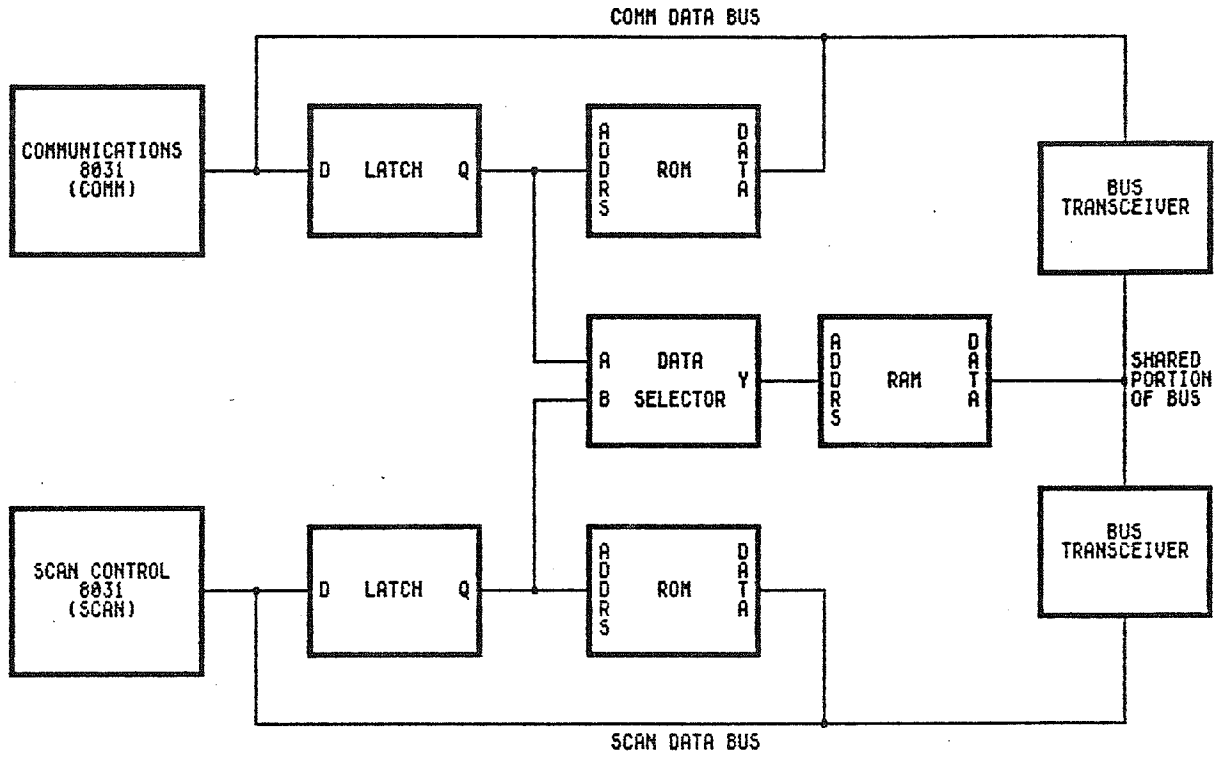 COMM DATA BUS
COMMUNICATIONS
8031
(COMM)
D LATCH Q
ADDRS ROM DATA
BUS
TRANSCEIVER
A DATA
B SELECTOR Y
ADDRS RAM DATA
SHARED
PORTION
OF BUS
SCAN CONTROL
8031
(SCAN)
D LATCH Q
ADDRS ROM DATA
BUS
TRANSCEIVER
SCAN DATA BUS